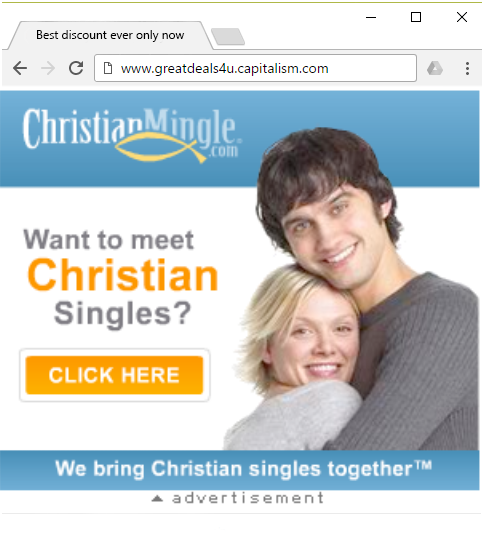 Best discount ever only now
www.greatdeals4u.capitalism.com
ChristianMingle®
.com
Want to meet
Christian
Singles?
CLICK HERE
We bring Christian singles together™
advertisement